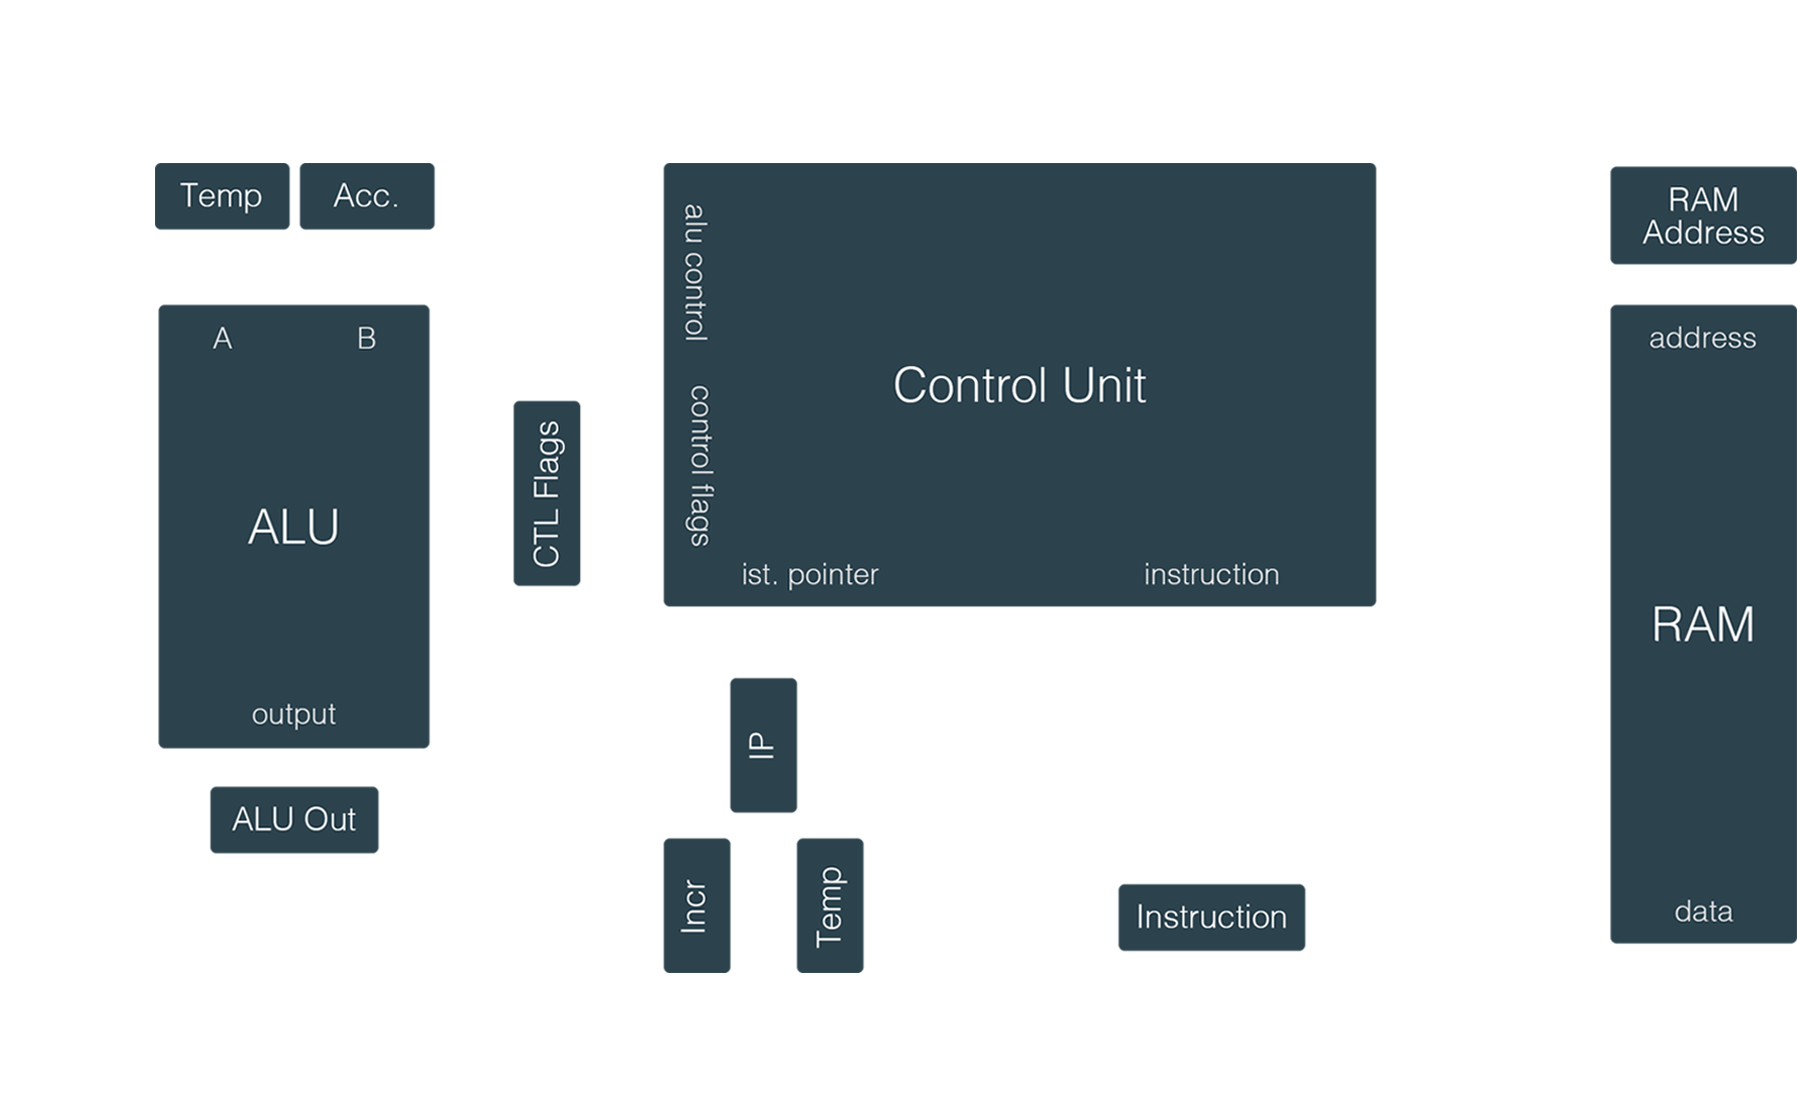 Temp
Acc.
A
B
ALU
output
ALU Out
CTL Flags
alu control
control flags
Control Unit
ist. pointer
instruction
IP
Incr
Temp
Instruction
RAM
Address
address
RAM
data